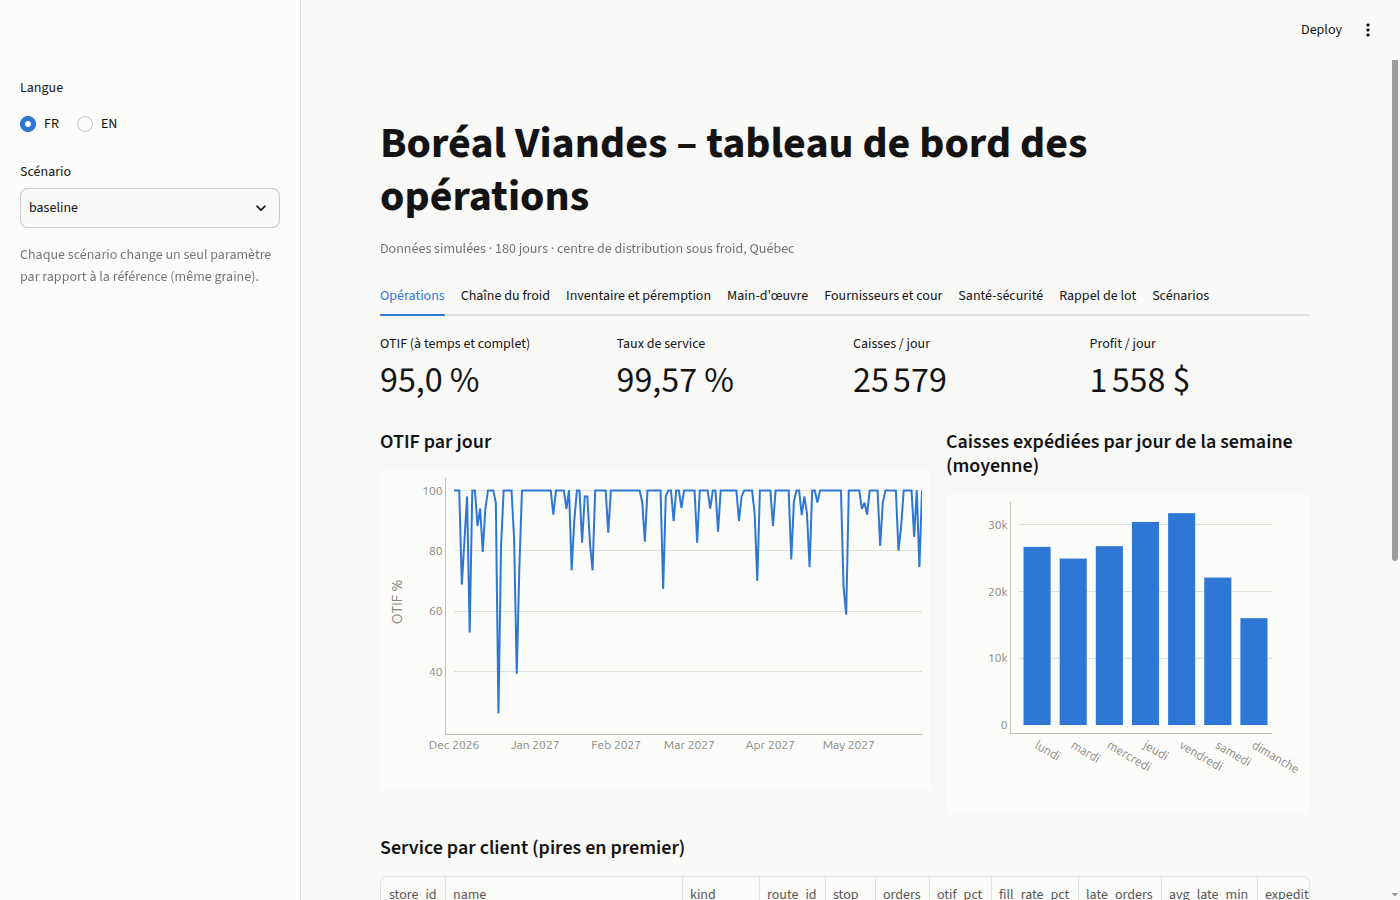 Deploy
Langue
FR
EN
Scénario
baseline
Chaque scénario change un seul paramètre
par rapport à la référence (même graine).
Boréal Viandes – tableau de bord des
opérations
Données simulées · 180 jours · centre de distribution sous froid, Québec
Opérations
Chaîne du froid
Inventaire et péremption
Main-d'œuvre
Fournisseurs et cour
Santé-sécurité
Rappel de lot
Scénarios
OTIF (à temps et complet)
95,0 %
Taux de service
99,57 %
Caisses / jour
25 579
Profit / jour
1 558 $
OTIF par jour
OTIF %
100
80
60
40
Dec 2026
Jan 2027
Feb 2027
Mar 2027
Apr 2027
May 2027
Caisses expédiées par jour de la semaine
(moyenne)
30k
20k
10k
0
lundi
mardi
mercredi
jeudi
vendredi
samedi
dimanche
Service par client (pires en premier)
store_id
name
kind
route_id
stop
orders
otif_pct
fill_rate_pct
late_orders
avg_late_min
expedit